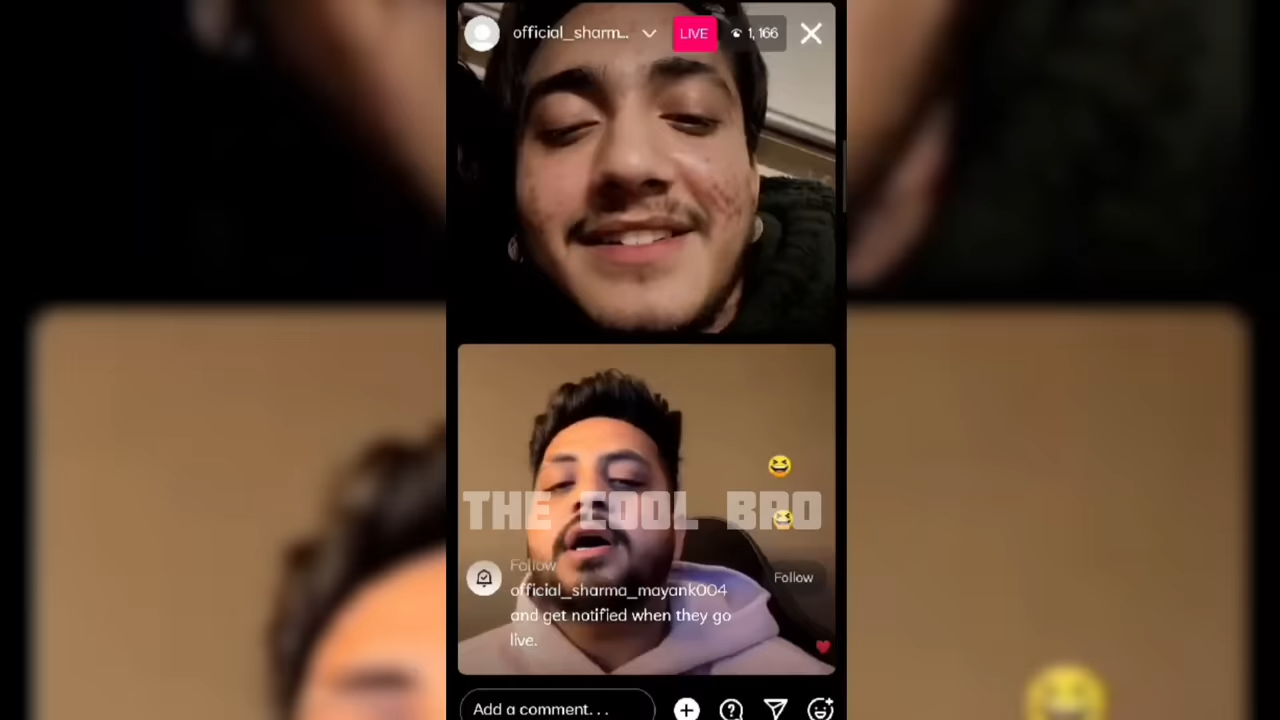 official_sharm...
LIVE
1,166
THE COOL BRO
Follow
official_sharma_mayank004
and get notified when they go
live.
Follow
Add a comment...